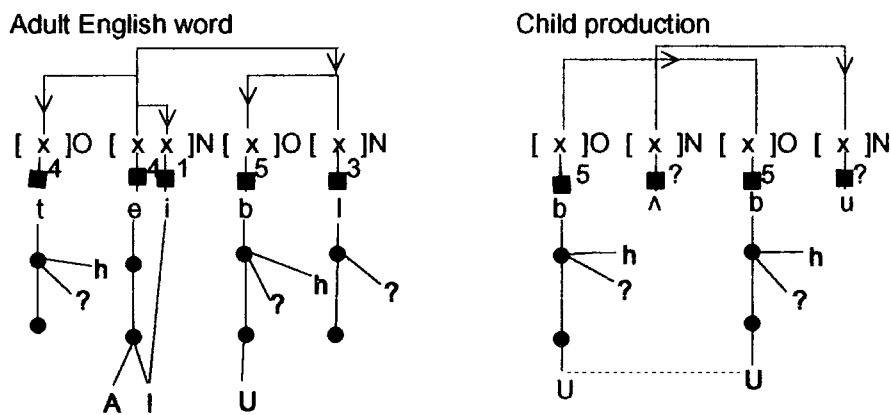 Adult English word Child production
[ x ]O [ x x ]N [ x ]O [ x ]N [ x ]O [ x ]N [ x ]O [ x ]N
4 4 1 5 3 5 ? 5 ?
t e i b l b ^ b u
h ? h ? ? h ? h ?
A I U U U